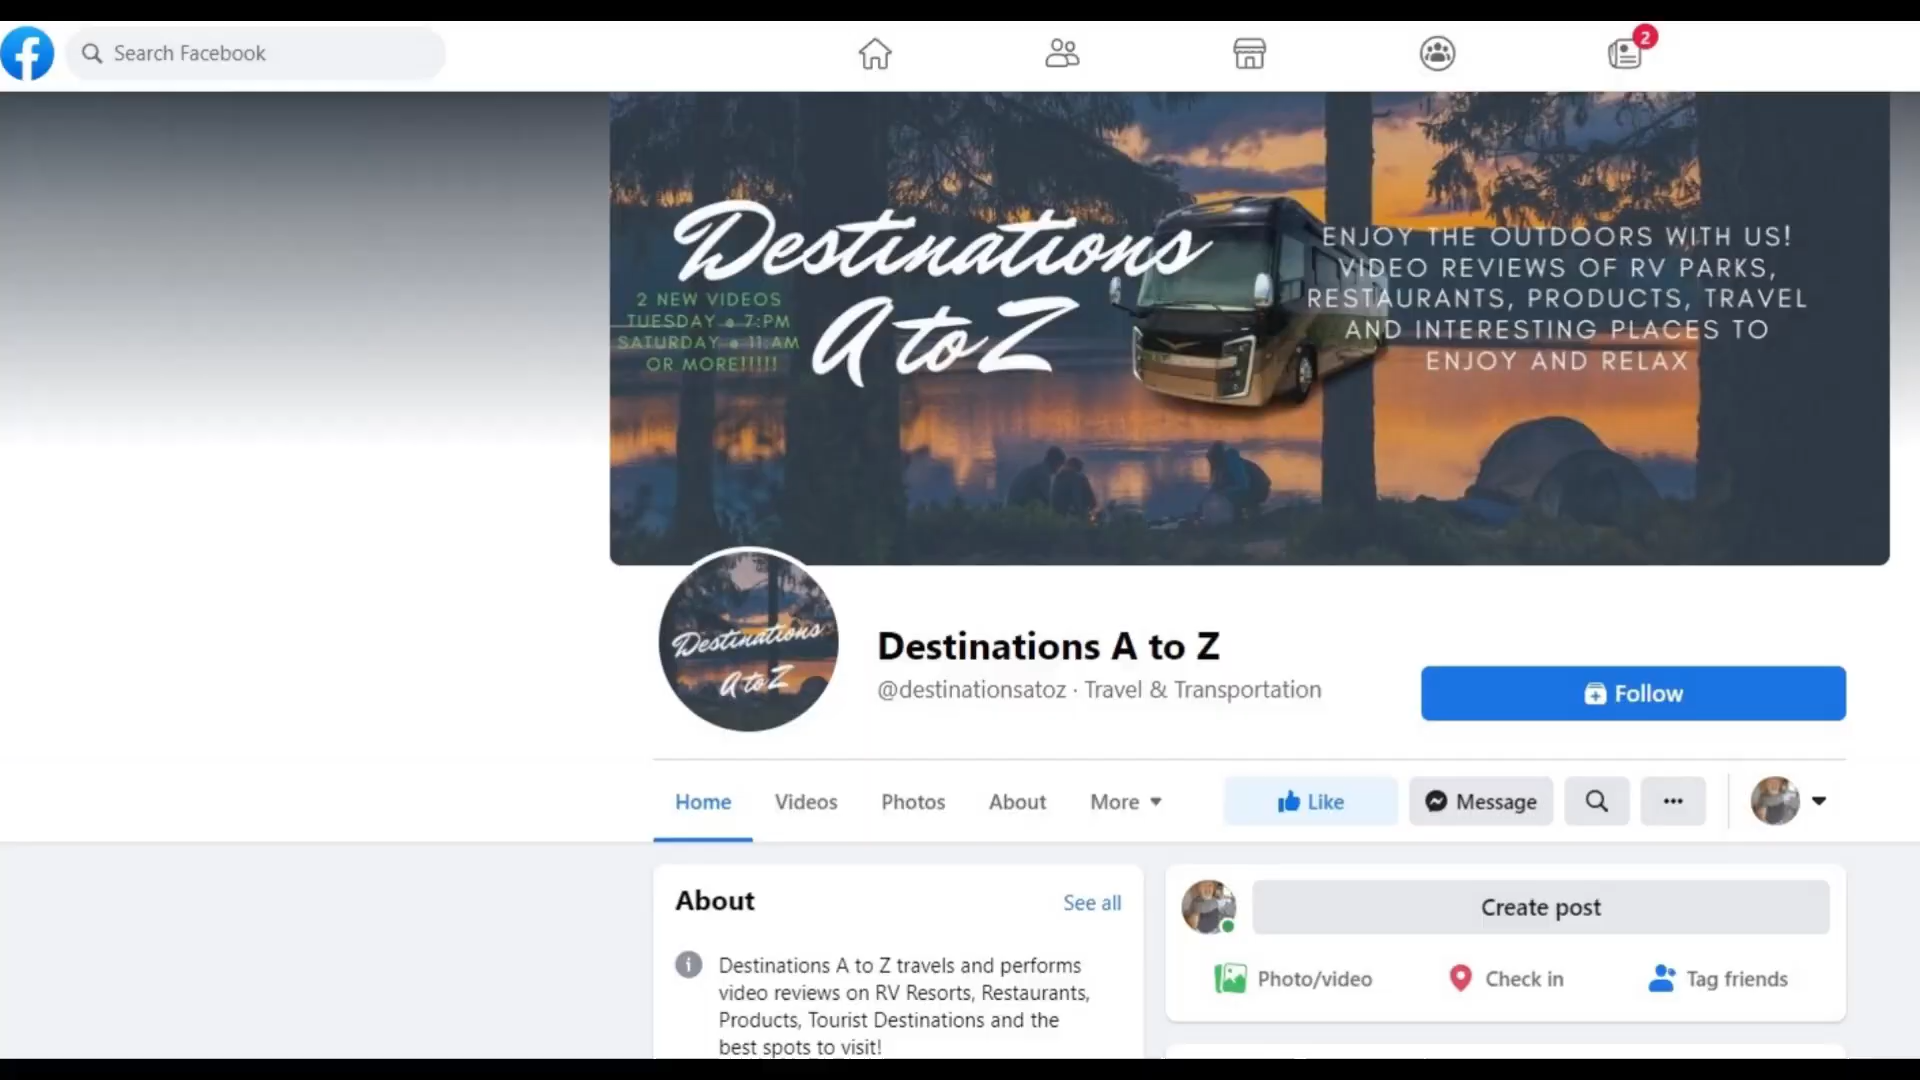 Search Facebook
2
Destinations
A to Z
2 NEW VIDEOS
TUESDAY @ 7:PM
SATURDAY @ 11:AM
OR MORE!!!!!
ENJOY THE OUTDOORS WITH US!
VIDEO REVIEWS OF RV PARKS,
RESTAURANTS, PRODUCTS, TRAVEL
AND INTERESTING PLACES TO
ENJOY AND RELAX
Destinations
A to Z
Destinations A to Z
@destinationsatoz · Travel & Transportation
Follow
Home Videos Photos About More Like Message
About See all
Destinations A to Z travels and performs
video reviews on RV Resorts, Restaurants,
Products, Tourist Destinations and the
best spots to visit!
Create post
Photo/video Check in Tag friends